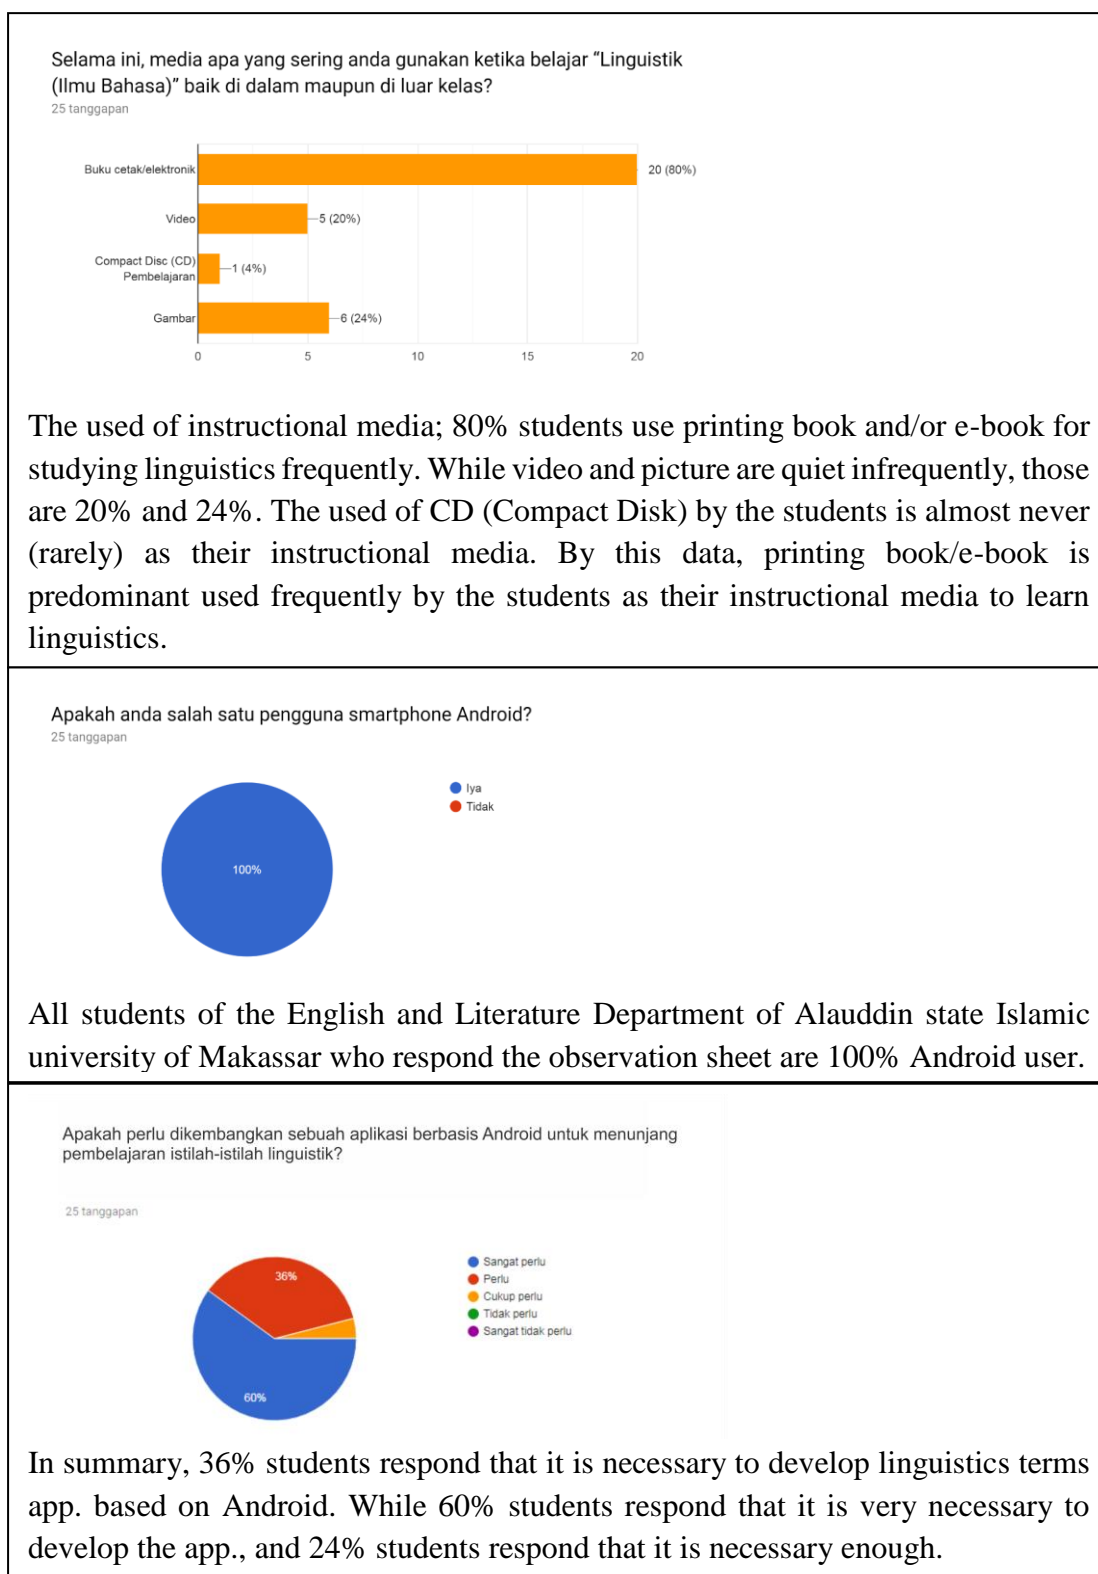 Selama ini, media apa yang sering anda gunakan ketika belajar “Linguistik
(Ilmu Bahasa)” baik di dalam maupun di luar kelas?
25 tanggapan
Buku cetak/elektronik
20 (80%)
Video
5 (20%)
Compact Disc (CD)
Pembelajaran
1 (4%)
Gambar
6 (24%)
0 5 10 15 20
The used of instructional media; 80% students use printing book and/or e-book for
studying linguistics frequently. While video and picture are quiet infrequently, those
are 20% and 24%. The used of CD (Compact Disk) by the students is almost never
(rarely) as their instructional media. By this data, printing book/e-book is
predominant used frequently by the students as their instructional media to learn
linguistics.
Apakah anda salah satu pengguna smartphone Android?
25 tanggapan
Iya
Tidak
100%
All students of the English and Literature Department of Alauddin state Islamic
university of Makassar who respond the observation sheet are 100% Android user.
Apakah perlu dikembangkan sebuah aplikasi berbasis Android untuk menunjang
pembelajaran istilah-istilah linguistik?
25 tanggapan
Sangat perlu
Perlu
Cukup perlu
Tidak perlu
Sangat tidak perlu
36%
60%
In summary, 36% students respond that it is necessary to develop linguistics terms
app. based on Android. While 60% students respond that it is very necessary to
develop the app., and 24% students respond that it is necessary enough.